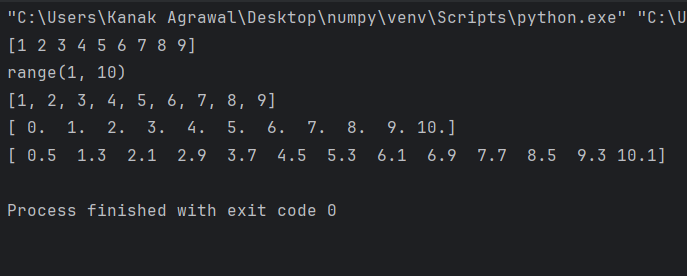 "C:\Users\Kanak Agrawal\Desktop\numpy\venv\Scripts\python.exe" "C:\U
[1 2 3 4 5 6 7 8 9]
range(1, 10)
[1, 2, 3, 4, 5, 6, 7, 8, 9]
[ 0.  1.  2.  3.  4.  5.  6.  7.  8.  9. 10.]
[ 0.5  1.3  2.1  2.9  3.7  4.5  5.3  6.1  6.9  7.7  8.5  9.3 10.1]
Process finished with exit code 0